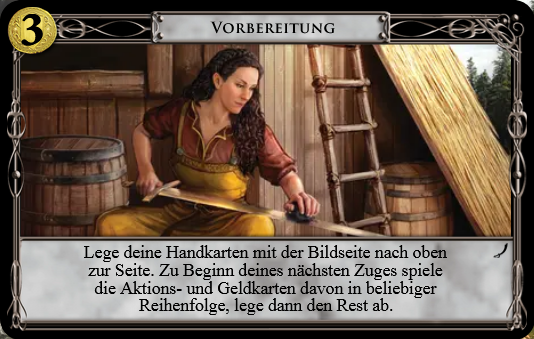 3
VORBEREITUNG
Lege deine Handkarten mit der Bildseite nach oben
zur Seite. Zu Beginn deines nächsten Zuges spiele
die Aktions- und Geldkarten davon in beliebiger
Reihenfolge, lege dann den Rest ab.